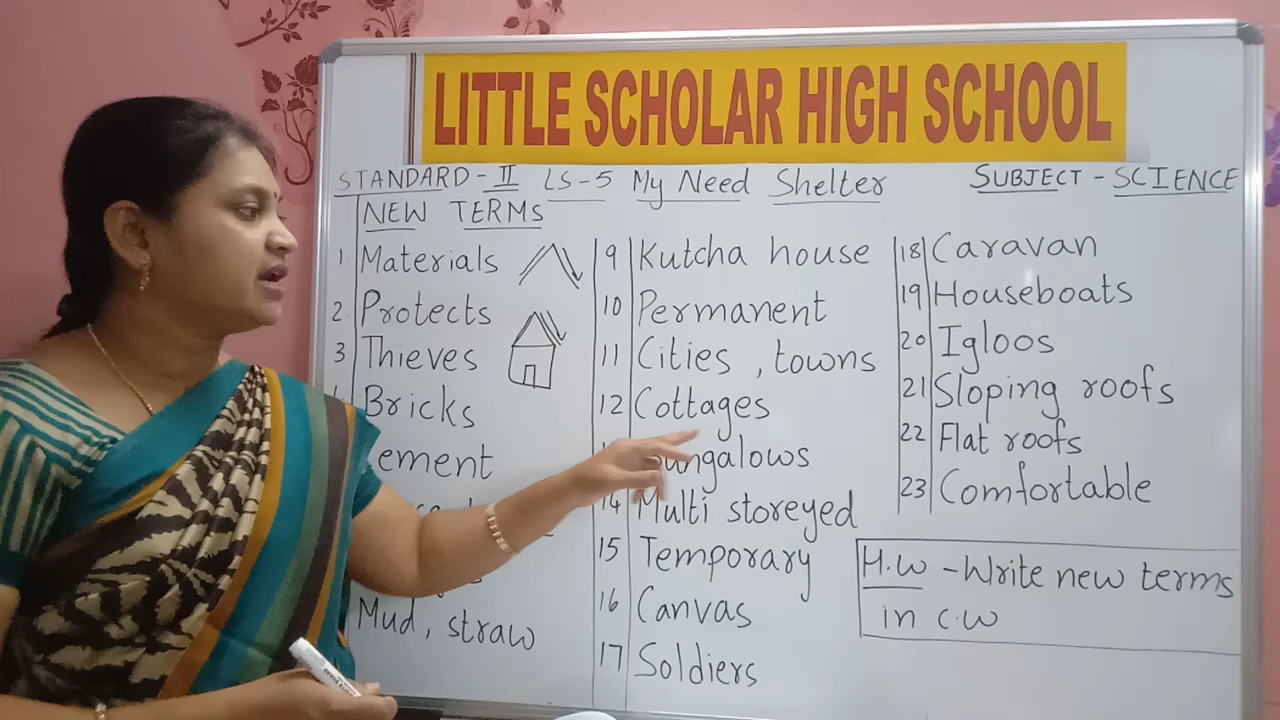 LITTLE SCHOLAR HIGH SCHOOL
STANDARD - II LS-5 My Need Shelter SUBJECT - SCIENCE
NEW TERMS
1 Materials
2 Protects
3 Thieves
Bricks
ement
Mud, straw
9 Kutcha house
10 Permanent
11 Cities, towns
12 Cottages
Bungalows
14 Multi storeyed
15 Temporary
16 Canvas
17 Soldiers
18 Caravan
19 Houseboats
20 Igloos
21 Sloping roofs
22 Flat roofs
23 Comfortable
H.W - Write new terms
in C.W